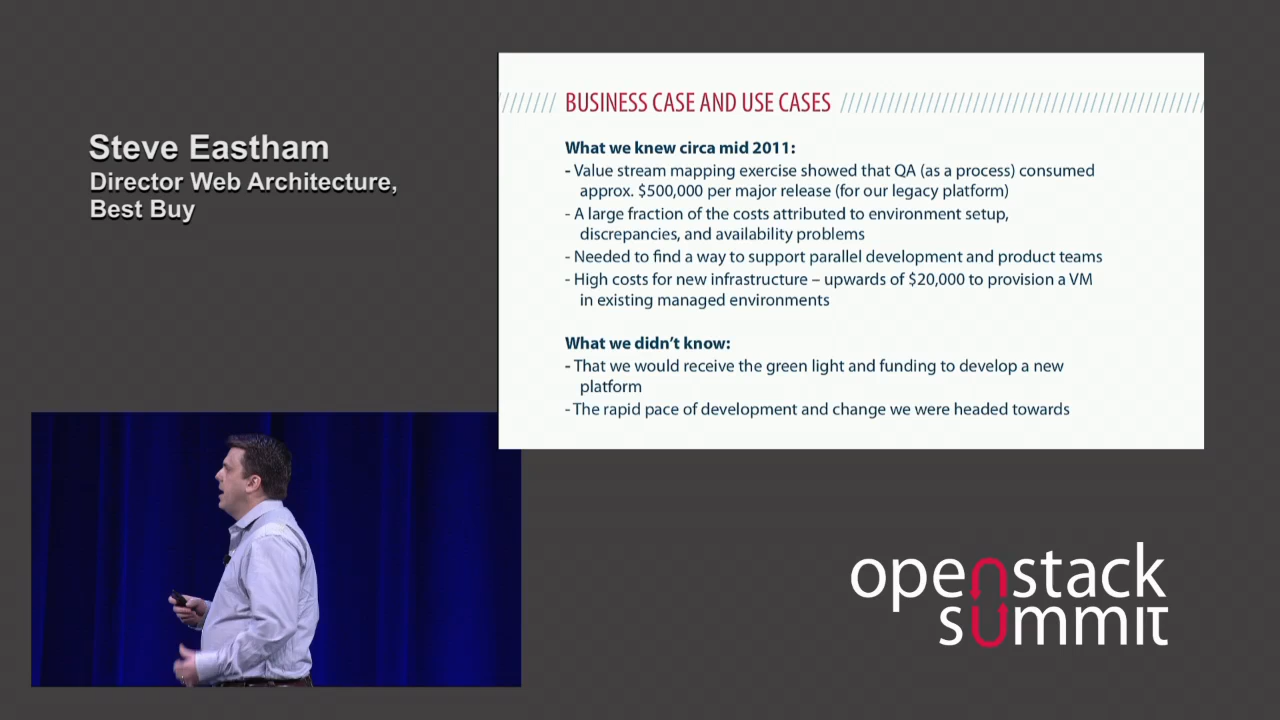 Steve Eastham
Director Web Architecture,
Best Buy
BUSINESS CASE AND USE CASES
What we knew circa mid 2011:
- Value stream mapping exercise showed that QA (as a process) consumed
approx. $500,000 per major release (for our legacy platform)
- A large fraction of the costs attributed to environment setup,
discrepancies, and availability problems
- Needed to find a way to support parallel development and product teams
- High costs for new infrastructure – upwards of $20,000 to provision a VM
in existing managed environments
What we didn't know:
- That we would receive the green light and funding to develop a new
platform
- The rapid pace of development and change we were headed towards
openstack
summit